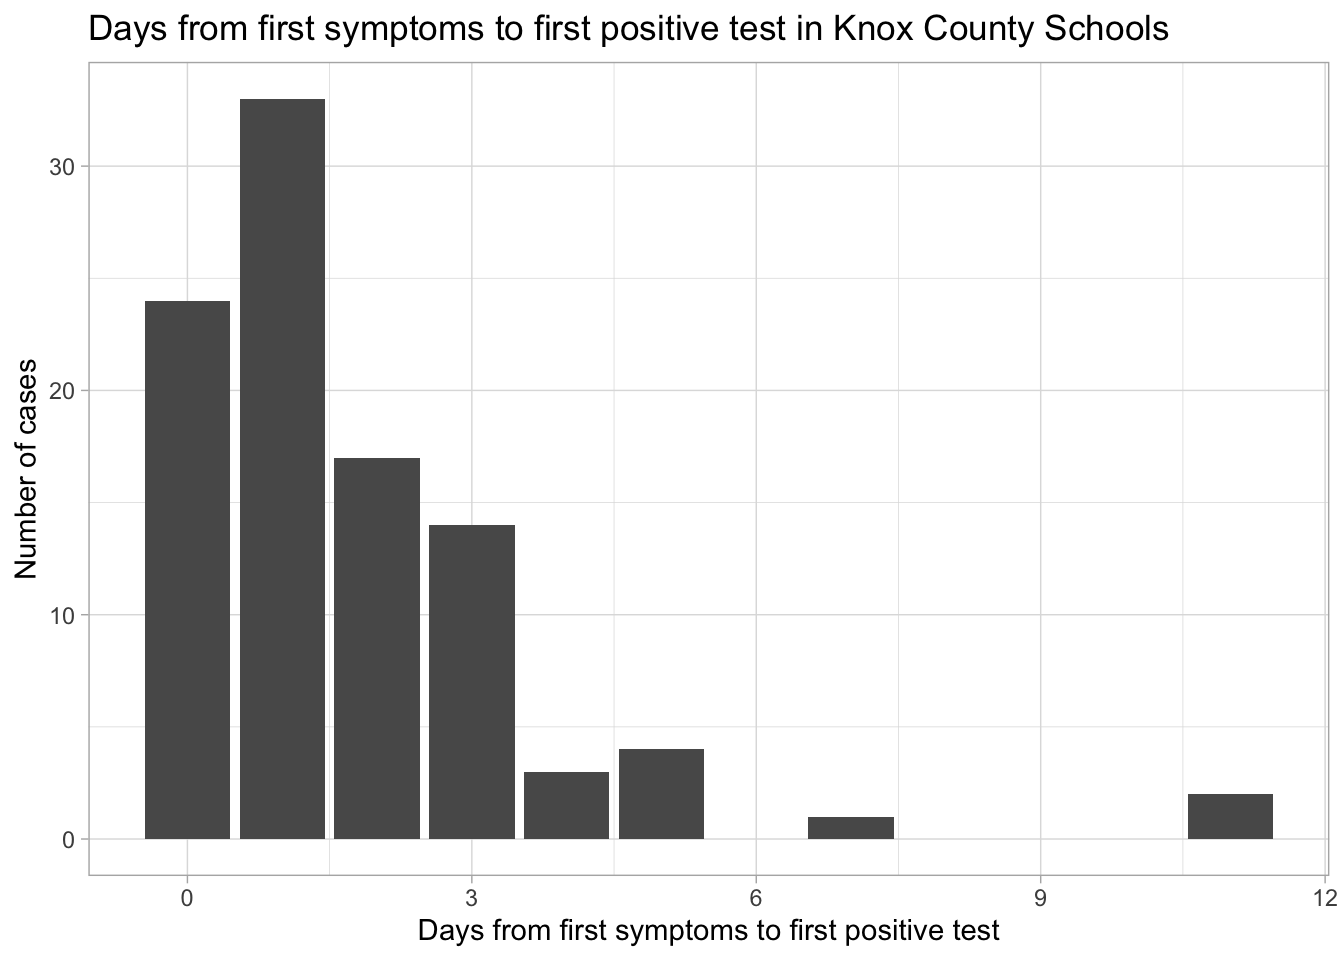 Days from first symptoms to first positive test in Knox County Schools
30
20
10
0
Number of cases
0 3 6 9 12
Days from first symptoms to first positive test